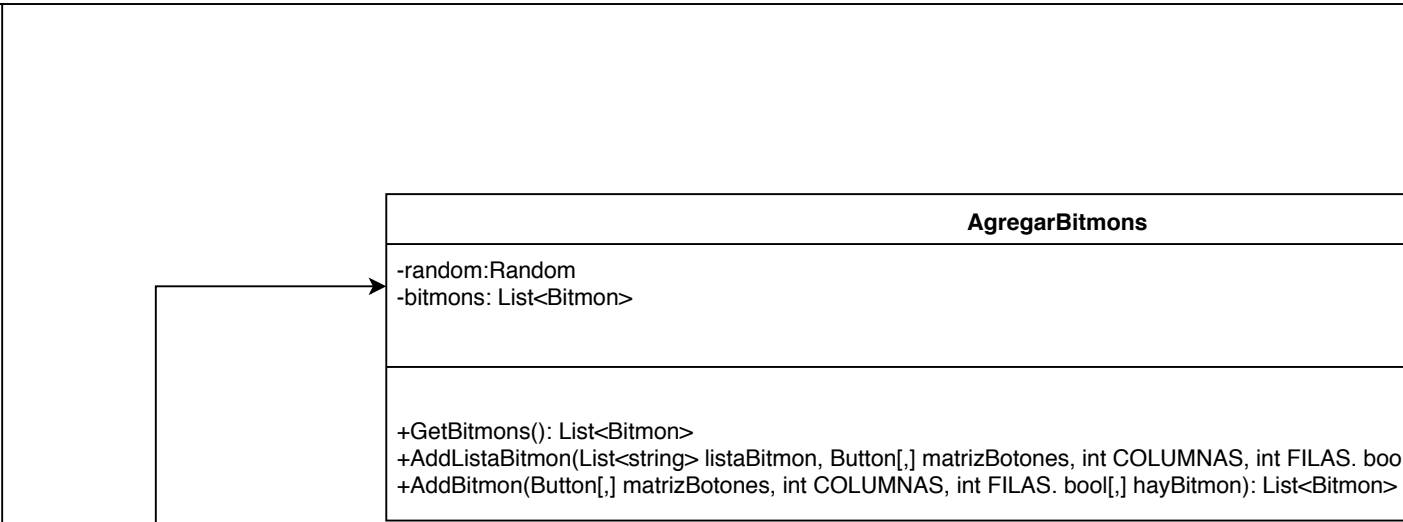 AgregarBitmons
-random:Random
-bitmons: List<Bitmon>
+GetBitmons(): List<Bitmon>
+AddListaBitmon(List<string> listaBitmon, Button[,] matrizBotones, int COLUMNAS, int FILAS. boo
+AddBitmon(Button[,] matrizBotones, int COLUMNAS, int FILAS. bool[,] hayBitmon): List<Bitmon>